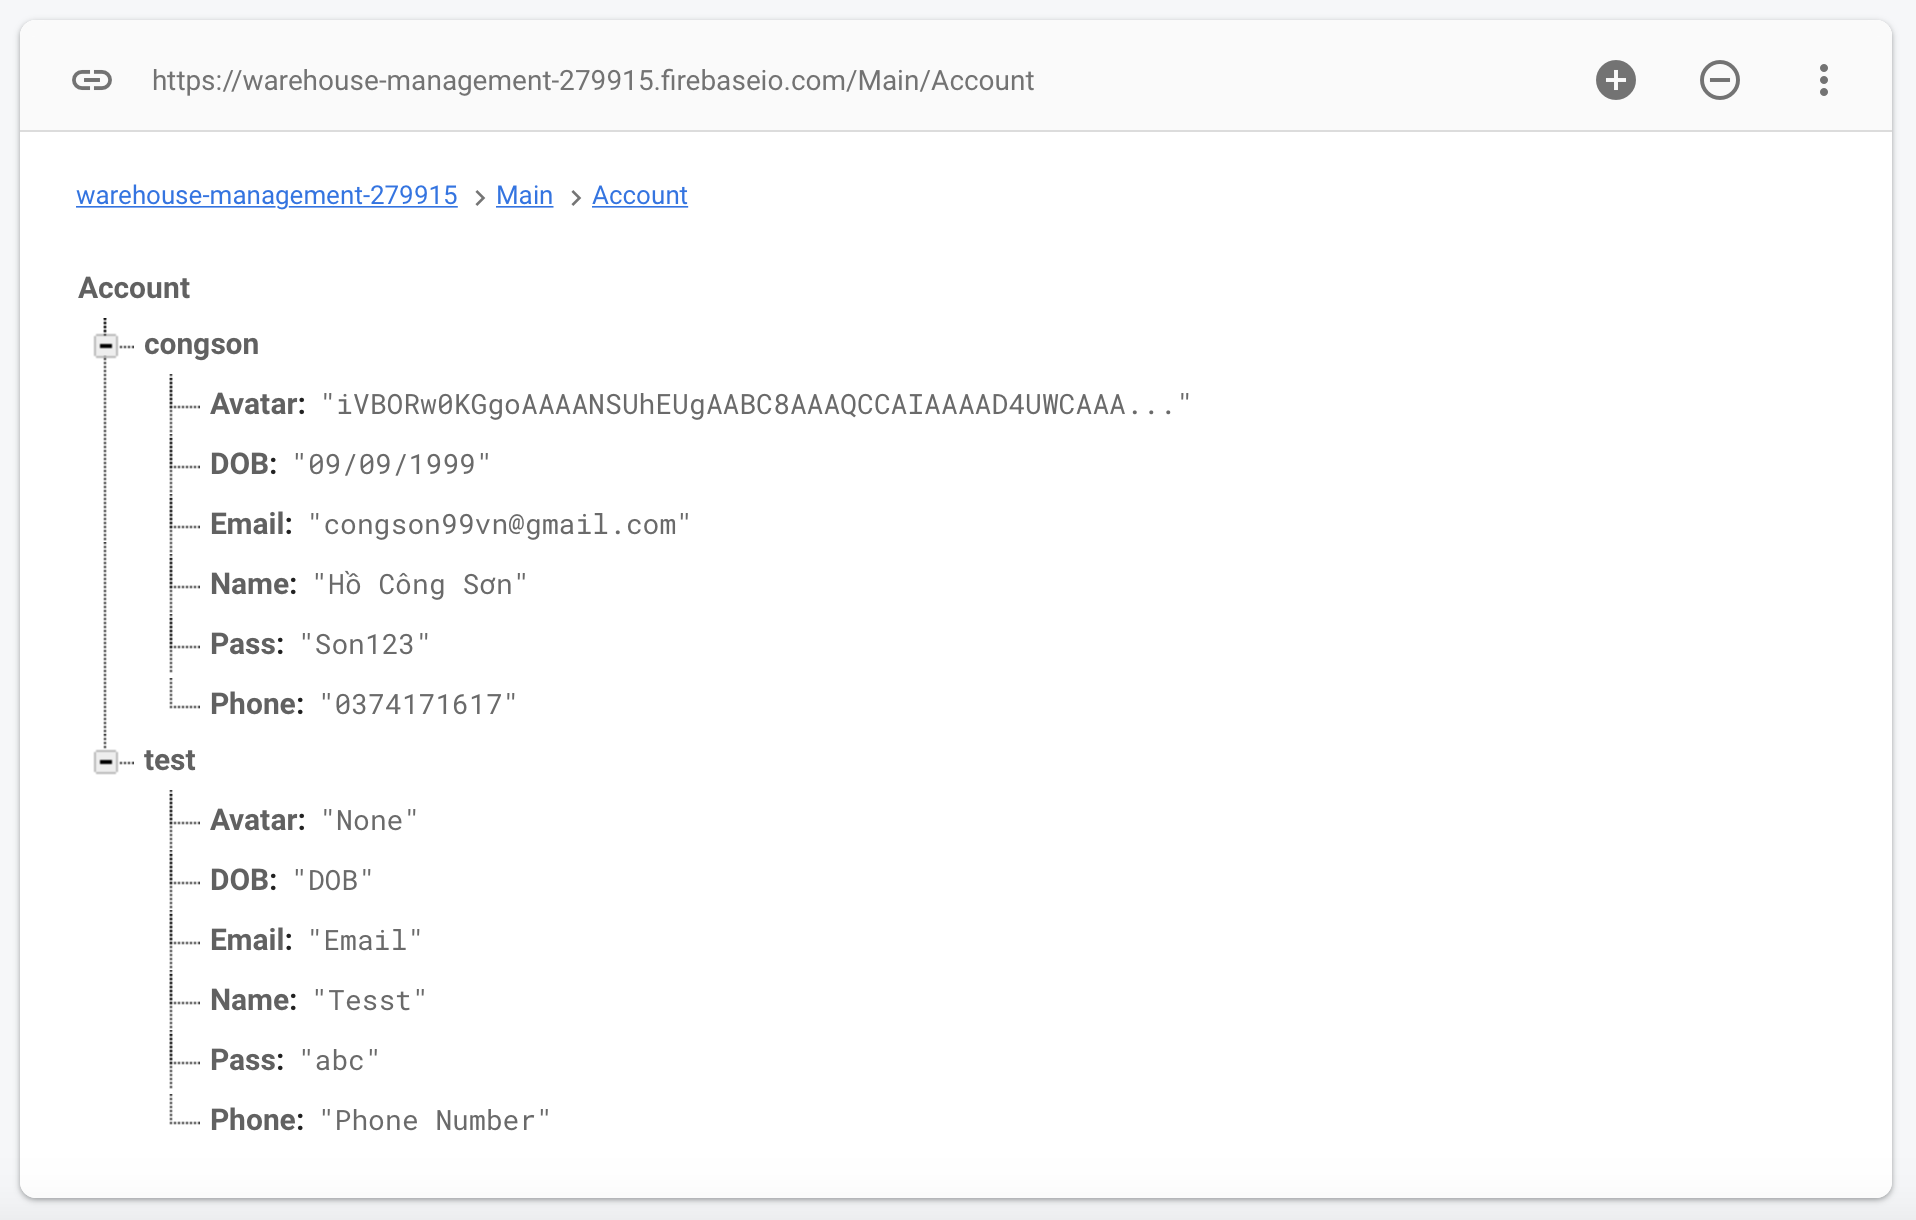 https://warehouse-management-279915.firebaseio.com/Main/Account
warehouse-management-279915 > Main > Account
Account
congson
Avatar: "iVBORw0KGgoAAAANSUhEUgAABC8AAAQCCAIAAAAD4UWCAAA..."
DOB: "09/09/1999"
Email: "congson99vn@gmail.com"
Name: "Hồ Công Sơn"
Pass: "Son123"
Phone: "0374171617"
test
Avatar: "None"
DOB: "DOB"
Email: "Email"
Name: "Tesst"
Pass: "abc"
Phone: "Phone Number"